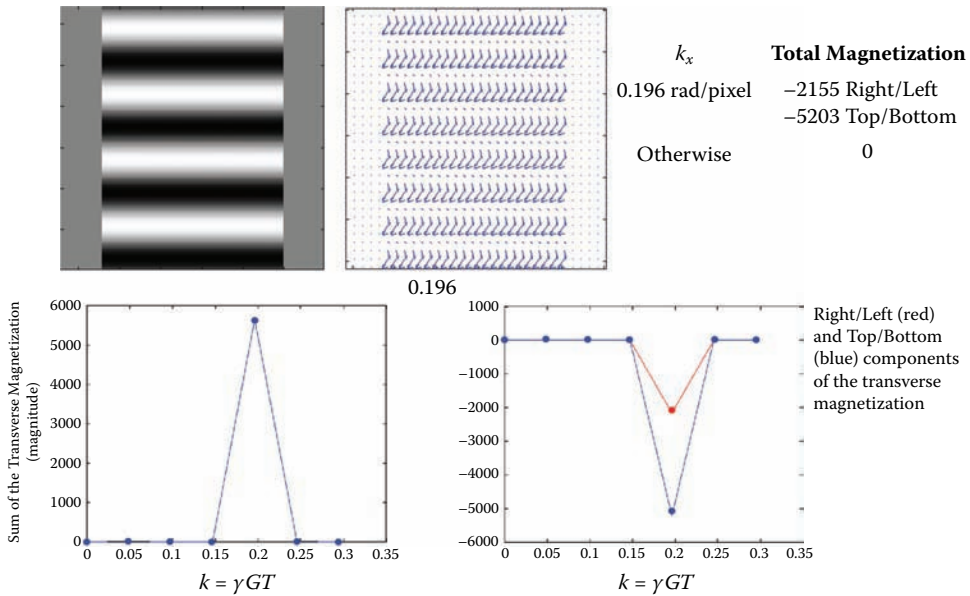 k_x Total Magnetization
0.196 rad/pixel −2155 Right/Left
−5203 Top/Bottom
Otherwise 0
0.196
Sum of the Transverse Magnetization
(magnitude)
6000
5000
4000
3000
2000
1000
0
0 0.05 0.1 0.15 0.2 0.25 0.3 0.35
k = γGT
1000
0
−1000
−2000
−3000
−4000
−5000
−6000
0 0.05 0.1 0.15 0.2 0.25 0.3 0.35
k = γGT
Right/Left (red)
and Top/Bottom
(blue) components
of the transverse
magnetization